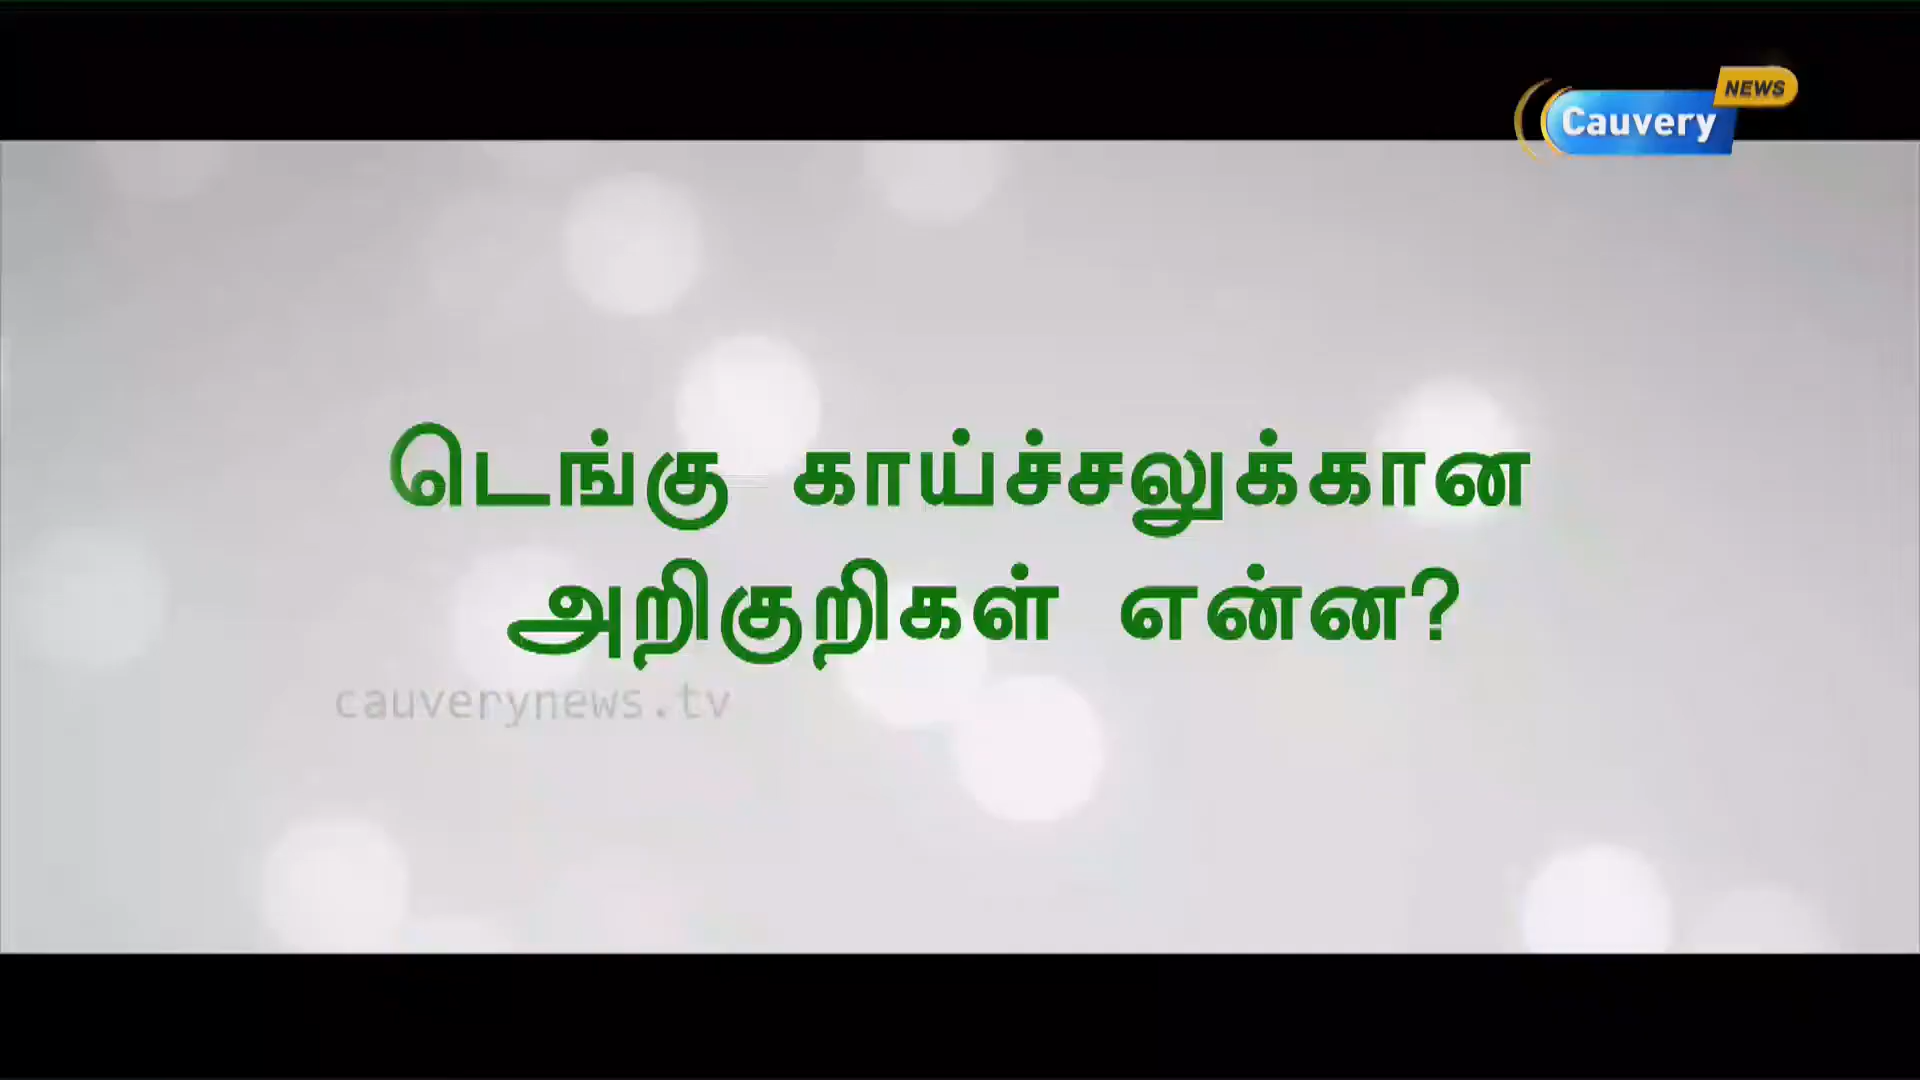 NEWS
Cauvery
டெங்கு காய்ச்சலுக்கான
அறிகுறிகள் என்ன?
cauverynews.tv